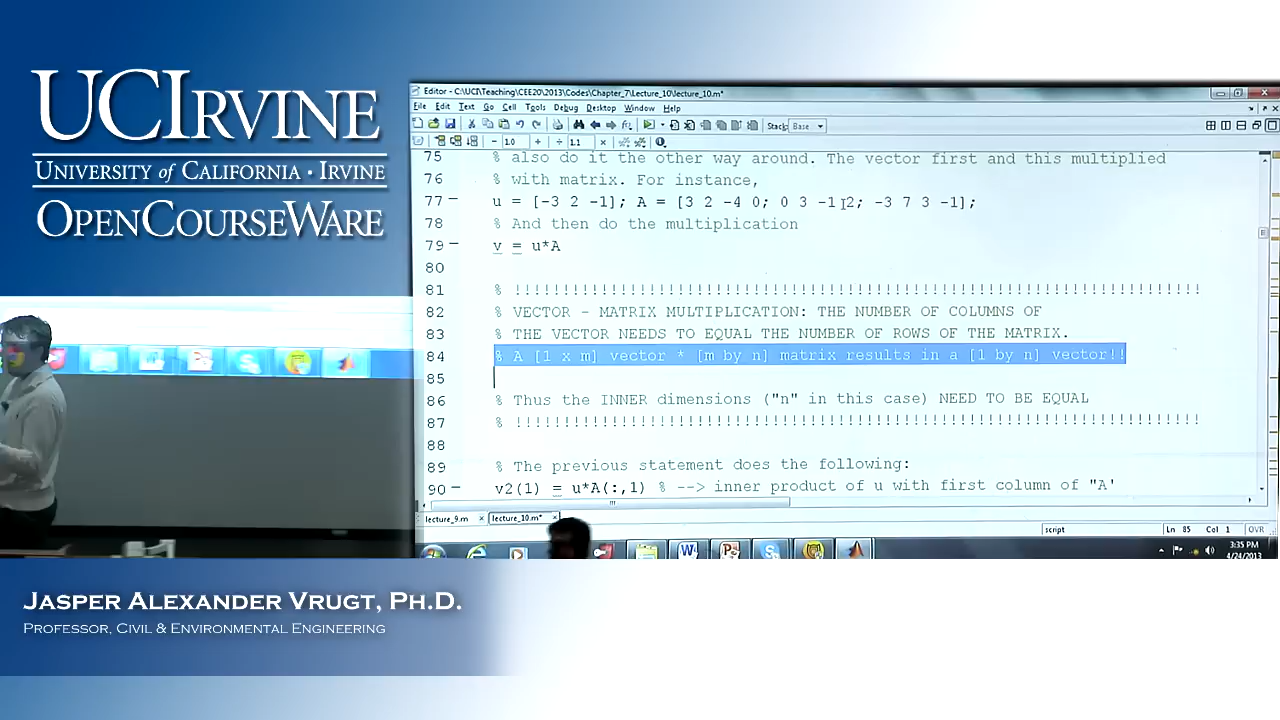 UCIRVINE
UNIVERSITY of CALIFORNIA • IRVINE
OPENCOURSEWARE
Editor - C:\UCI\Teaching\CEE20\2013\Codes\Chapter_7\Lecture_10\lecture_10.m*
File Edit Text Go Cell Tools Debug Desktop Window Help
Stack: Base
1.0 + ÷ 1.1 ×
75 % also do it the other way around. The vector first and this multiplied
76 % with matrix. For instance,
77 u = [-3 2 -1]; A = [3 2 -4 0; 0 3 -1 2; -3 7 3 -1];
78 % And then do the multiplication
79 v = u*A
80
81 % !!!!!!!!!!!!!!!!!!!!!!!!!!!!!!!!!!!!!!!!!!!!!!!!!!!!!!!!!!!!!!!!!!!!!!!
82 % VECTOR - MATRIX MULTIPLICATION: THE NUMBER OF COLUMNS OF
83 % THE VECTOR NEEDS TO EQUAL THE NUMBER OF ROWS OF THE MATRIX.
84 % A [1 x m] vector * [m by n] matrix results in a [1 by n] vector!!
85
86 % Thus the INNER dimensions ("n" in this case) NEED TO BE EQUAL
87 % !!!!!!!!!!!!!!!!!!!!!!!!!!!!!!!!!!!!!!!!!!!!!!!!!!!!!!!!!!!!!!!!!!!!!!!
88
89 % The previous statement does the following:
90 v2(1) = u*A(:,1) % --> inner product of u with first column of "A'
lecture_9.m × lecture_10.m* ×
script Ln 85 Col 1 OVR
3:35 PM
4/24/2013
JASPER ALEXANDER VRUGT, PH.D.
PROFESSOR, CIVIL & ENVIRONMENTAL ENGINEERING